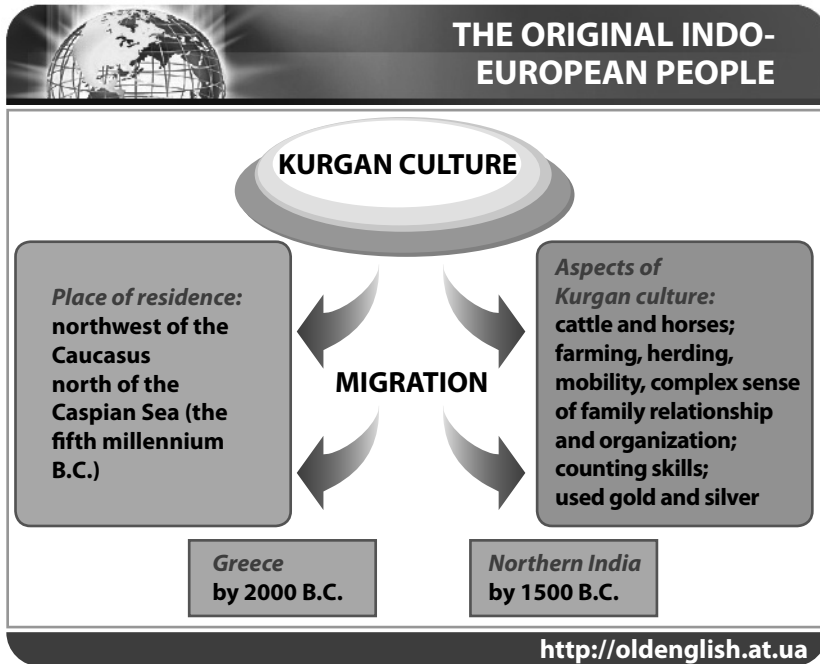 THE ORIGINAL INDO-
EUROPEAN PEOPLE
KURGAN CULTURE
Place of residence:
northwest of the
Caucasus
north of the
Caspian Sea (the
fifth millennium
B.C.)
Aspects of
Kurgan culture:
cattle and horses;
farming, herding,
mobility, complex sense
of family relationship
and organization;
counting skills;
used gold and silver
MIGRATION
Greece
by 2000 B.C.
Northern India
by 1500 B.C.
http://oldenglish.at.ua